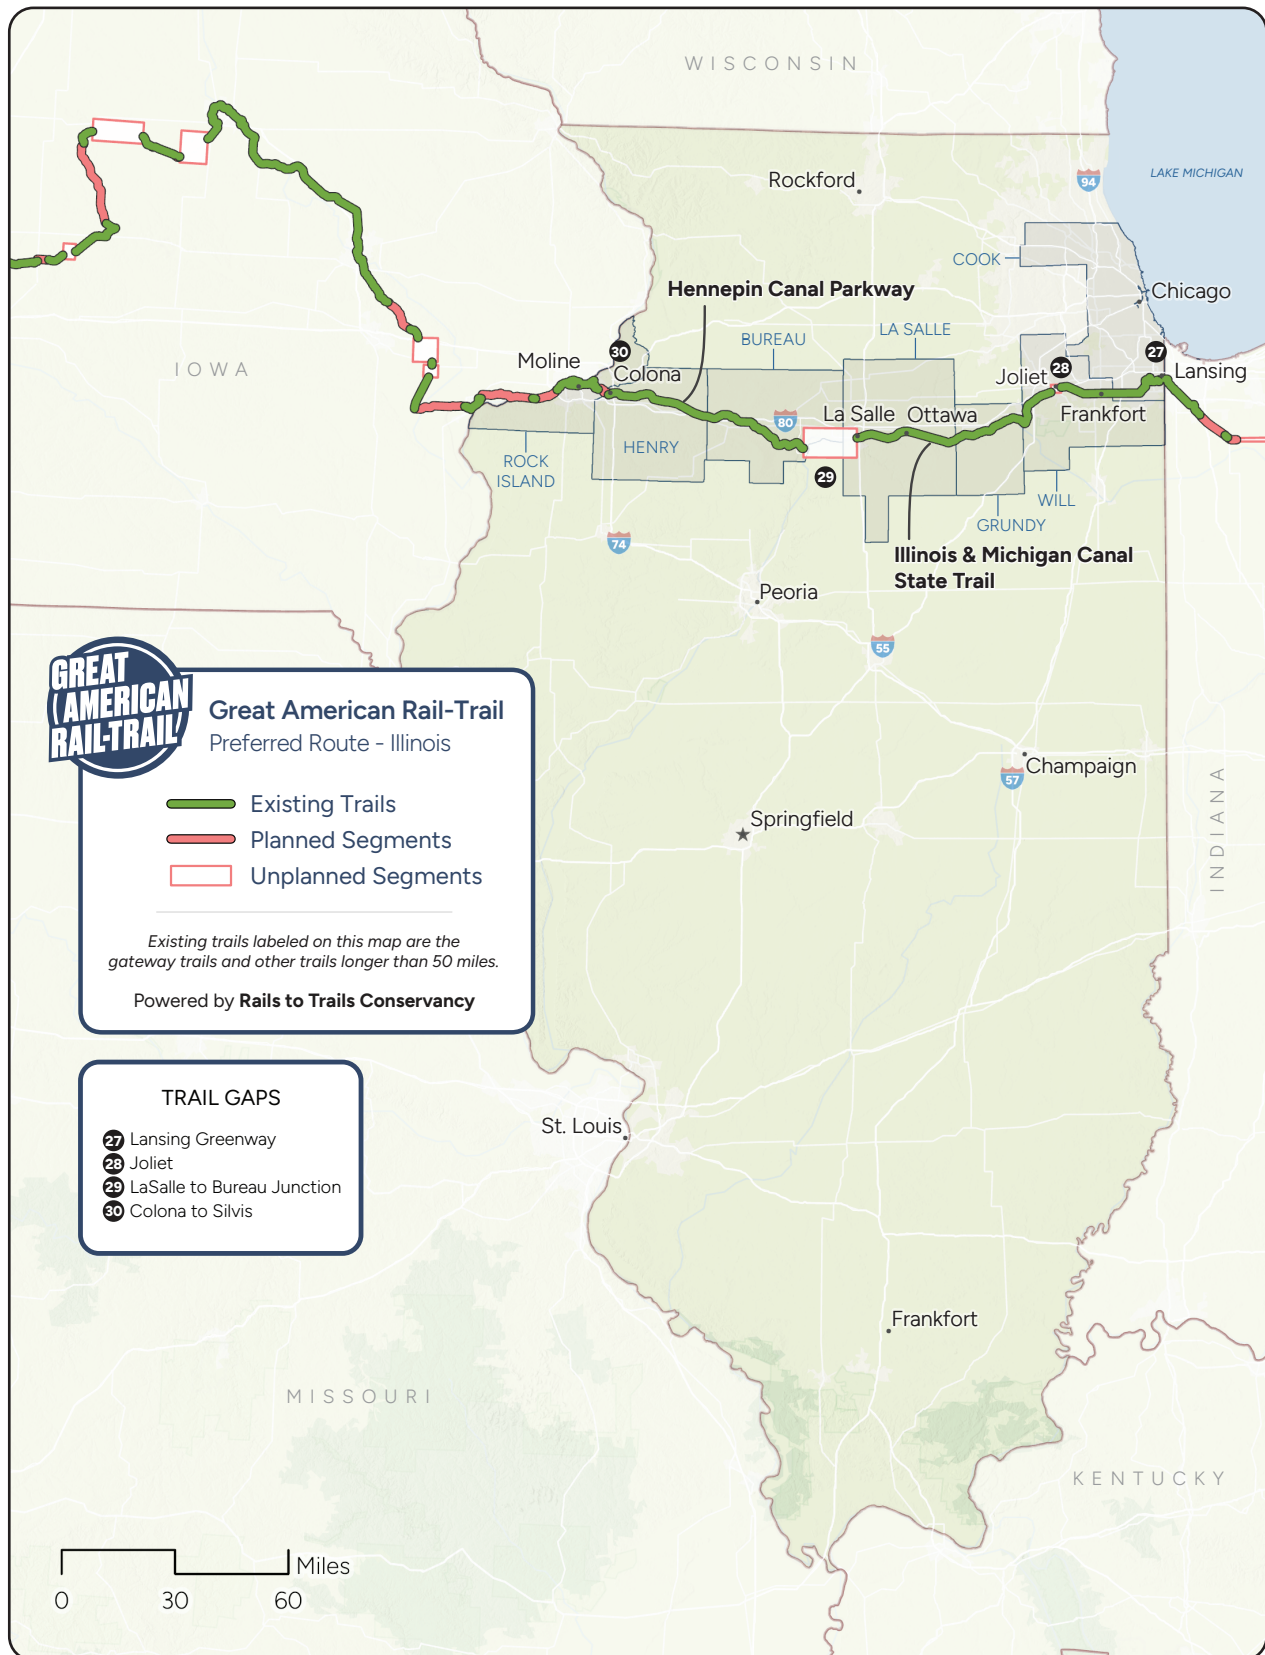 WISCONSIN
LAKE MICHIGAN
94
Rockford
COOK
Chicago
Hennepin Canal Parkway
BUREAU
LA SALLE
IOWA
Moline
30
Colona
Joliet
28
27
Lansing
80
La Salle
Ottawa
Frankfort
HENRY
ROCK
ISLAND
29
WILL
GRUNDY
74
Illinois & Michigan Canal
State Trail
Peoria
55
GREAT
AMERICAN
RAIL-TRAIL
Great American Rail-Trail
Preferred Route - Illinois
Existing Trails
Planned Segments
Unplanned Segments
Existing trails labeled on this map are the
gateway trails and other trails longer than 50 miles.
Powered by Rails to Trails Conservancy
Champaign
57
Springfield
INDIANA
TRAIL GAPS
27 Lansing Greenway
28 Joliet
29 LaSalle to Bureau Junction
30 Colona to Silvis
St. Louis
Frankfort
MISSOURI
KENTUCKY
Miles
0 30 60